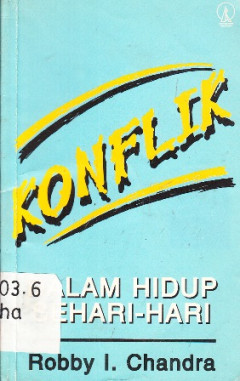 KONFLIK
ALAM HIDUP
EHARI-HARI
03.6
ha
Robby I. Chandra